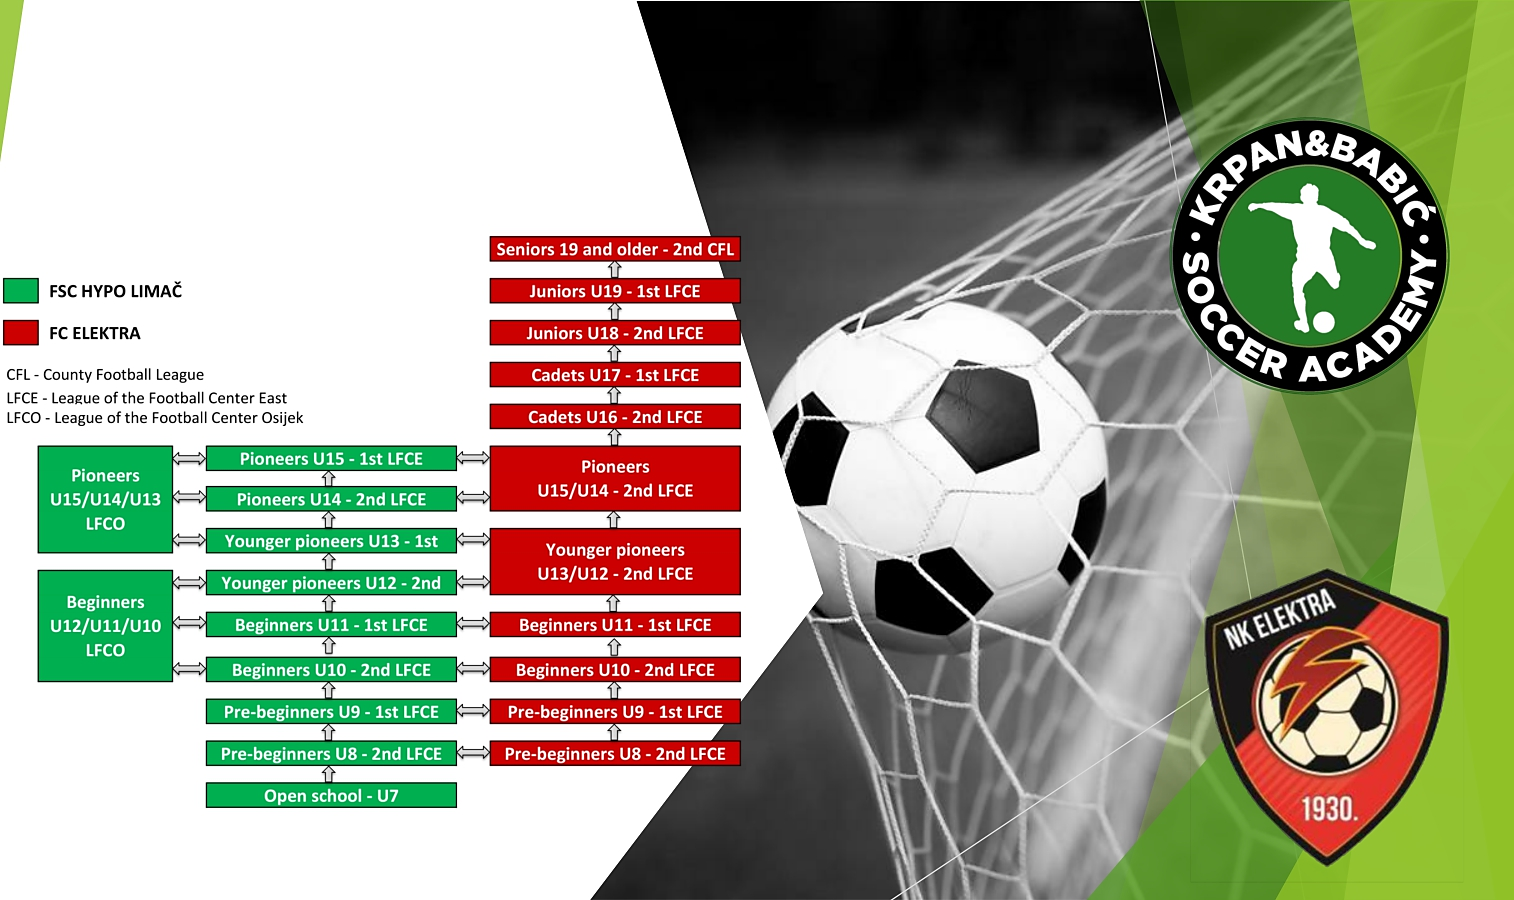 FSC HYPO LIMAČ
FC ELEKTRA
CFL - County Football League
LFCE - League of the Football Center East
LFCO - League of the Football Center Osijek
Pioneers
U15/U14/U13
LFCO
Beginners
U12/U11/U10
LFCO
Pioneers U15 - 1st LFCE
Pioneers U14 - 2nd LFCE
Younger pioneers U13 - 1st
Younger pioneers U12 - 2nd
Beginners U11 - 1st LFCE
Beginners U10 - 2nd LFCE
Pre-beginners U9 - 1st LFCE
Pre-beginners U8 - 2nd LFCE
Open school - U7
Seniors 19 and older - 2nd CFL
Juniors U19 - 1st LFCE
Juniors U18 - 2nd LFCE
Cadets U17 - 1st LFCE
Cadets U16 - 2nd LFCE
Pioneers
U15/U14 - 2nd LFCE
Younger pioneers
U13/U12 - 2nd LFCE
Beginners U11 - 1st LFCE
Beginners U10 - 2nd LFCE
Pre-beginners U9 - 1st LFCE
Pre-beginners U8 - 2nd LFCE
KRPAN&BABIĆ
SOCCER ACADEMY
NK ELEKTRA
1930.